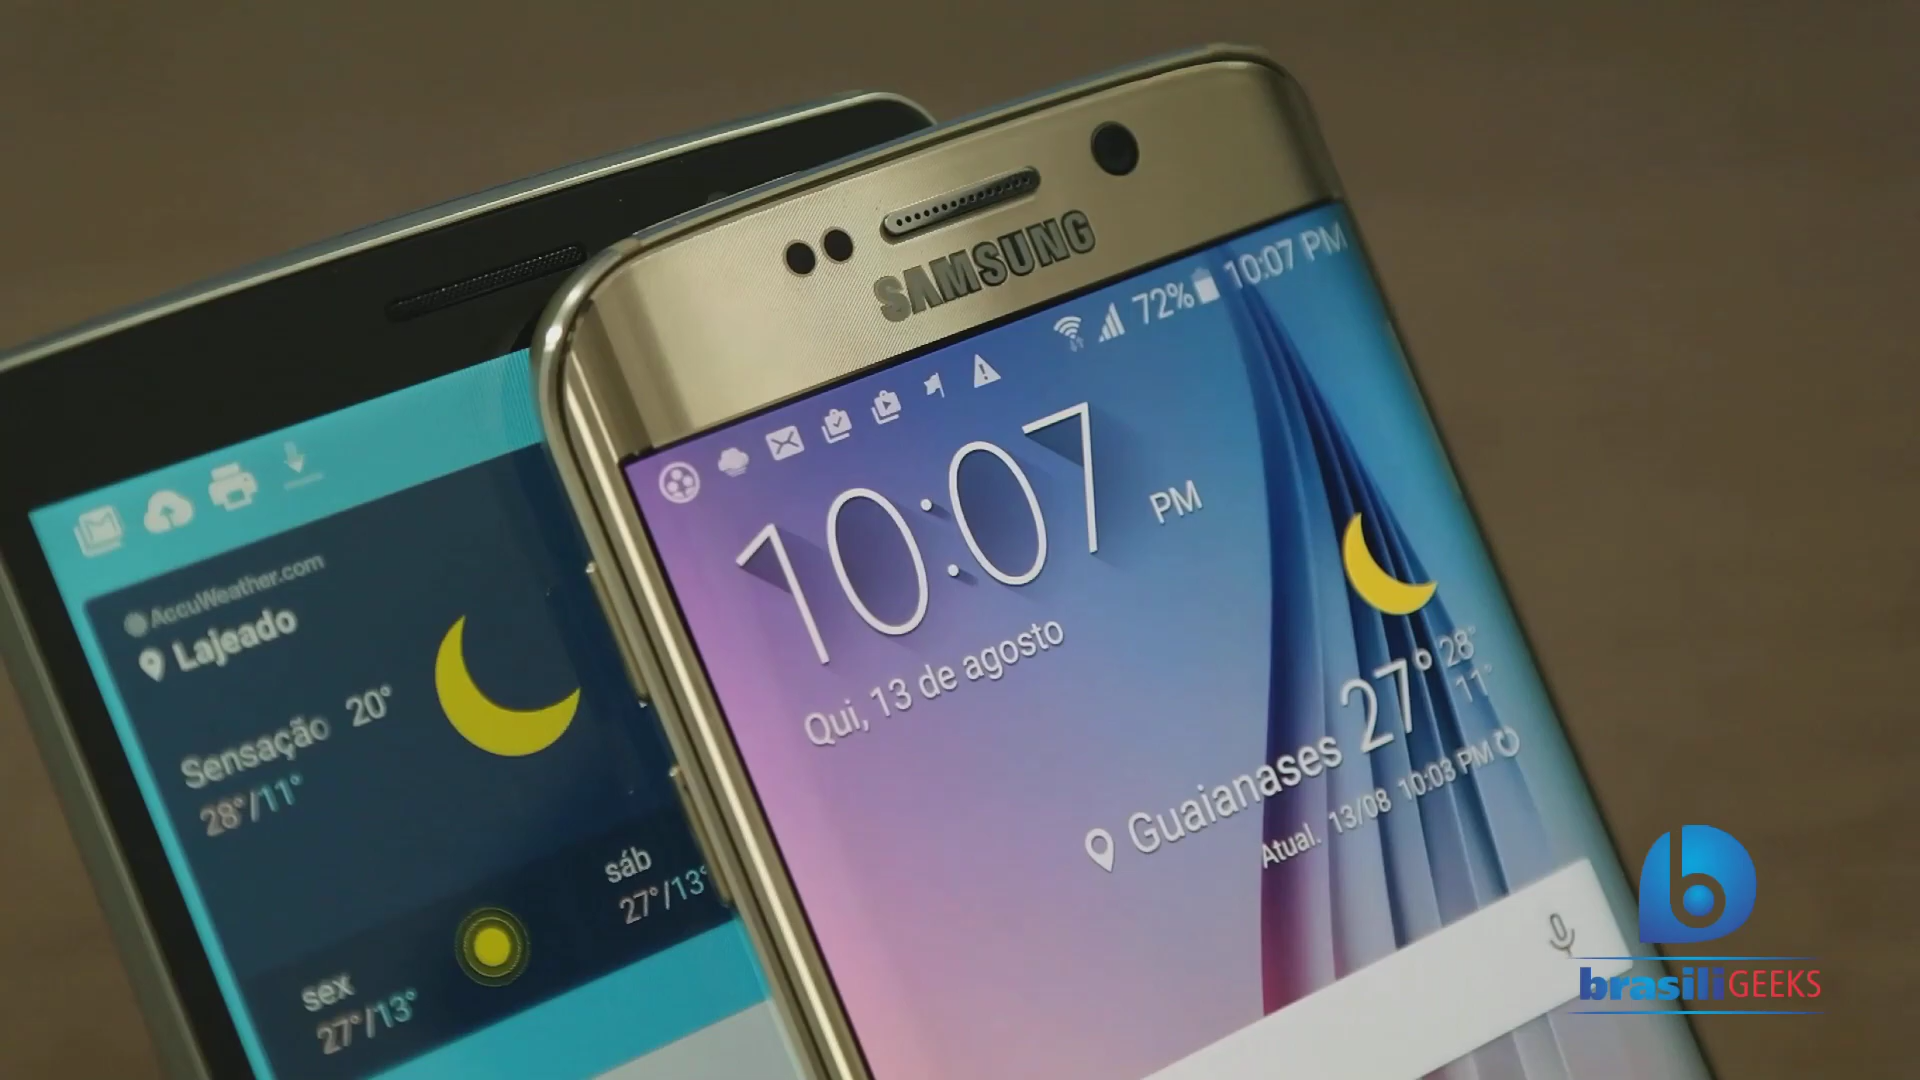 SAMSUNG
72% 10:07 PM
10:07 PM
Qui, 13 de agosto
27° 28°
11°
Guaianases
Atual. 13/08 10:03 PM
AccuWeather.com
Lajeado
Sensação 20°
28°/11°
sáb
27°/13°
sex
27°/13°
b
brasiliGEEKS